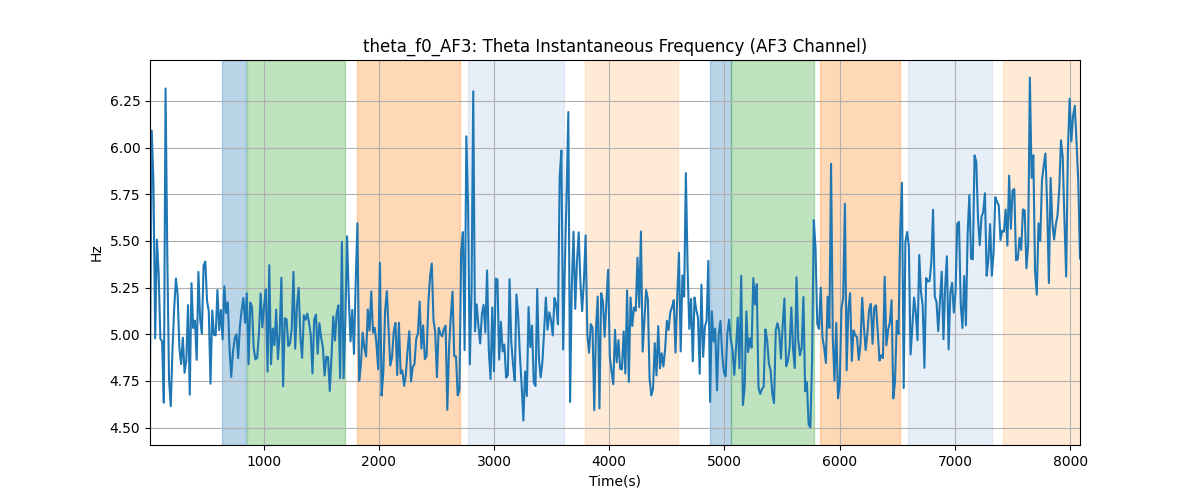 theta_f0_AF3: Theta Instantaneous Frequency (AF3 Channel)
Hz
6.25
6.00
5.75
5.50
5.25
5.00
4.75
4.50
1000 2000 3000 4000 5000 6000 7000 8000
Time(s)